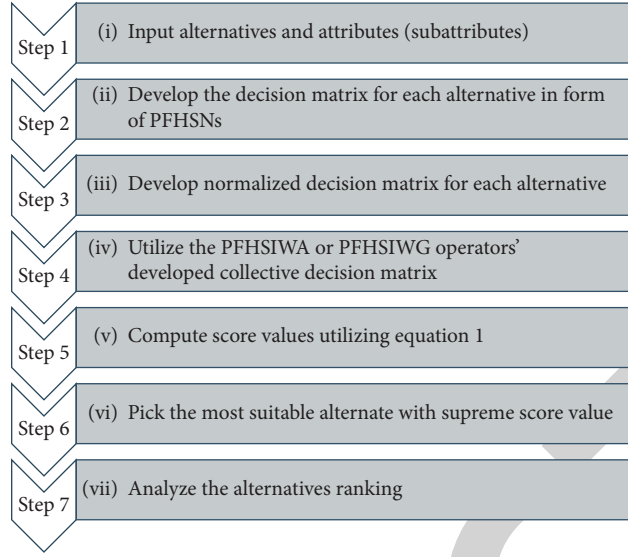 Step 1
(i) Input alternatives and attributes (subattributes)
Step 2
(ii) Develop the decision matrix for each alternative in form
of PFHSNs
Step 3
(iii) Develop normalized decision matrix for each alternative
Step 4
(iv) Utilize the PFHSIWA or PFHSIWG operators’
developed collective decision matrix
Step 5
(v) Compute score values utilizing equation 1
Step 6
(vi) Pick the most suitable alternate with supreme score value
Step 7
(vii) Analyze the alternatives ranking